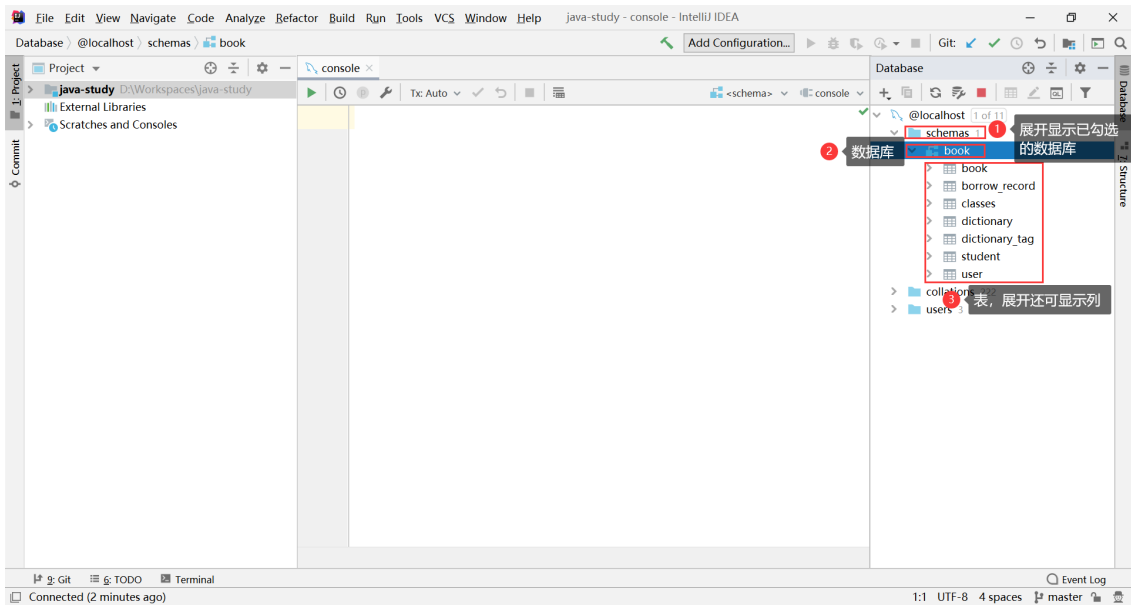 File Edit View Navigate Code Analyze Refactor Build Run Tools VCS Window Help java-study - console - IntelliJ IDEA
Database @localhost schemas book Add Configuration... Git:
Project console Database
1: Project
Commit
java-study D:\Workspaces\java-study
External Libraries
Scratches and Consoles
Tx: Auto <schema> console
@localhost 1 of 11
schemas 1
1 展开显示已勾选
的数据库
2 数据库
book
book
borrow_record
classes
dictionary
dictionary_tag
student
user
collations 222
3 表，展开还可显示列
users 3
Database
7: Structure
9: Git 6: TODO Terminal Event Log
Connected (2 minutes ago) 1:1 UTF-8 4 spaces master